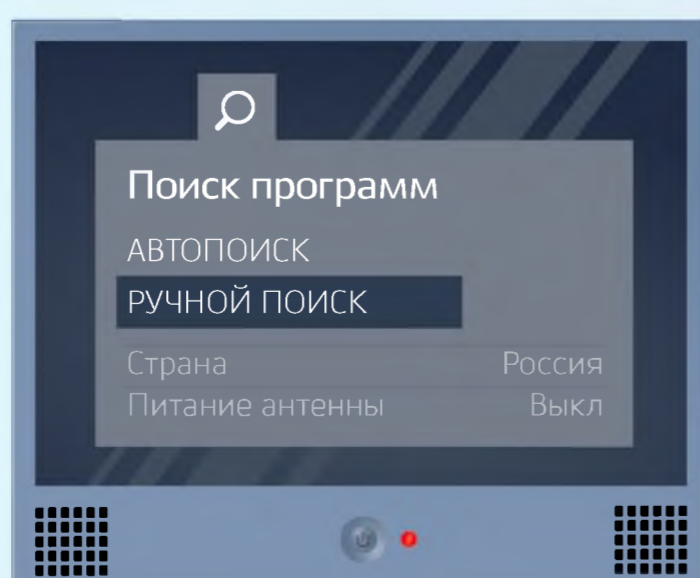 Поиск программ
АВТОПОИСК
РУЧНОЙ ПОИСК
Страна Россия
Питание антенны Выкл